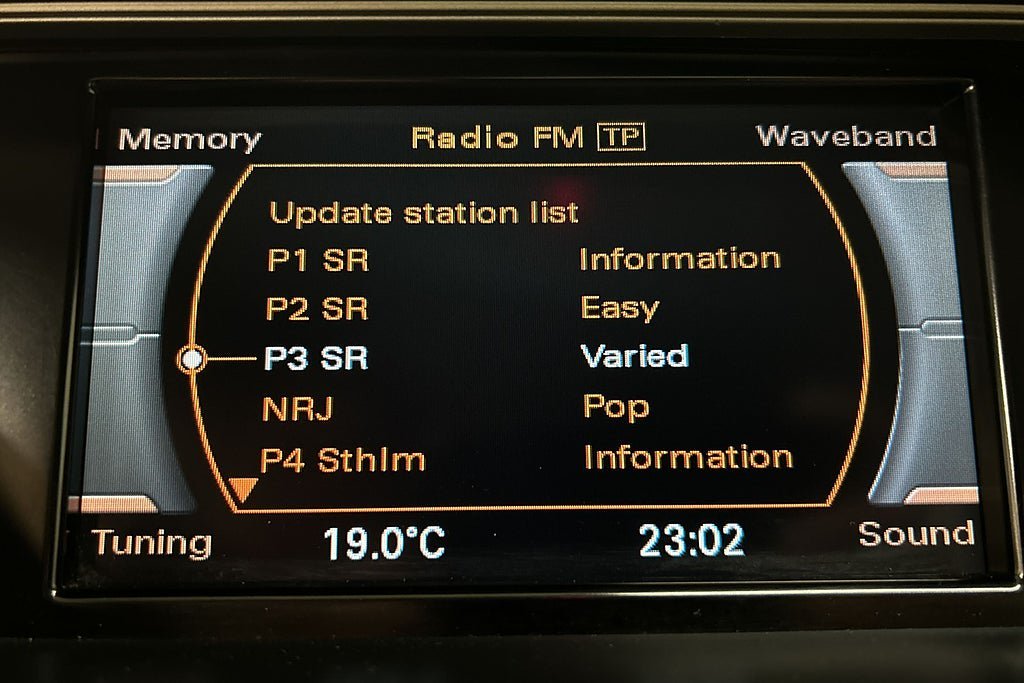 Memory Radio FM TP Waveband
Update station list
P1 SR Information
P2 SR Easy
P3 SR Varied
NRJ Pop
P4 Sthlm Information
Tuning 19.0°C 23:02 Sound